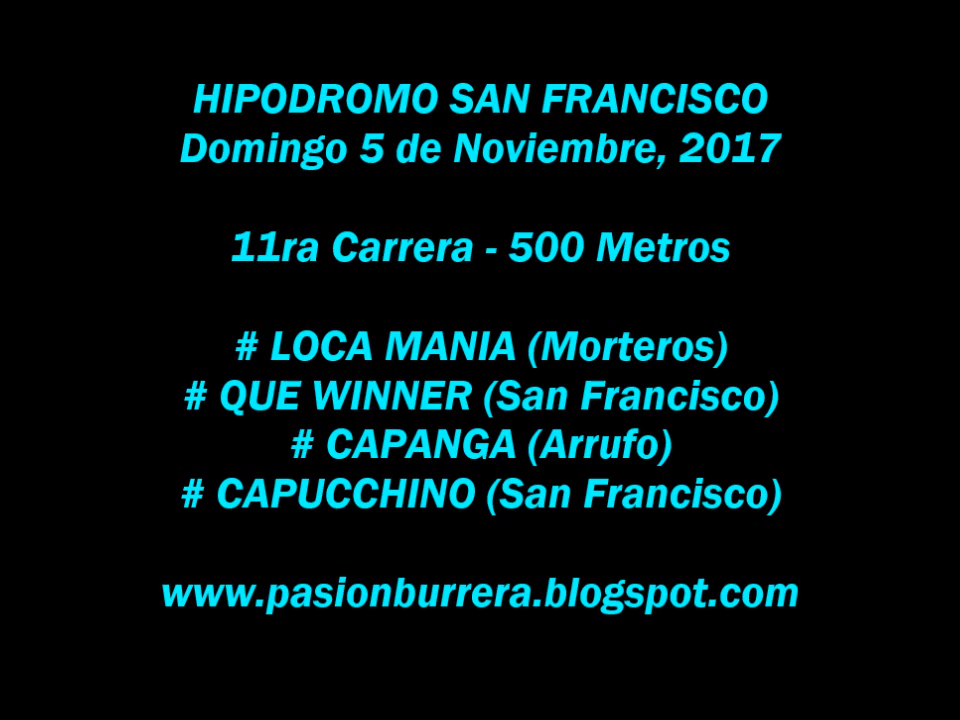 HIPODROMO SAN FRANCISCO
Domingo 5 de Noviembre, 2017
11ra Carrera - 500 Metros
# LOCA MANIA (Morteros)
# QUE WINNER (San Francisco)
# CAPANGA (Arrufo)
# CAPUCCHINO (San Francisco)
www.pasionburrera.blogspot.com